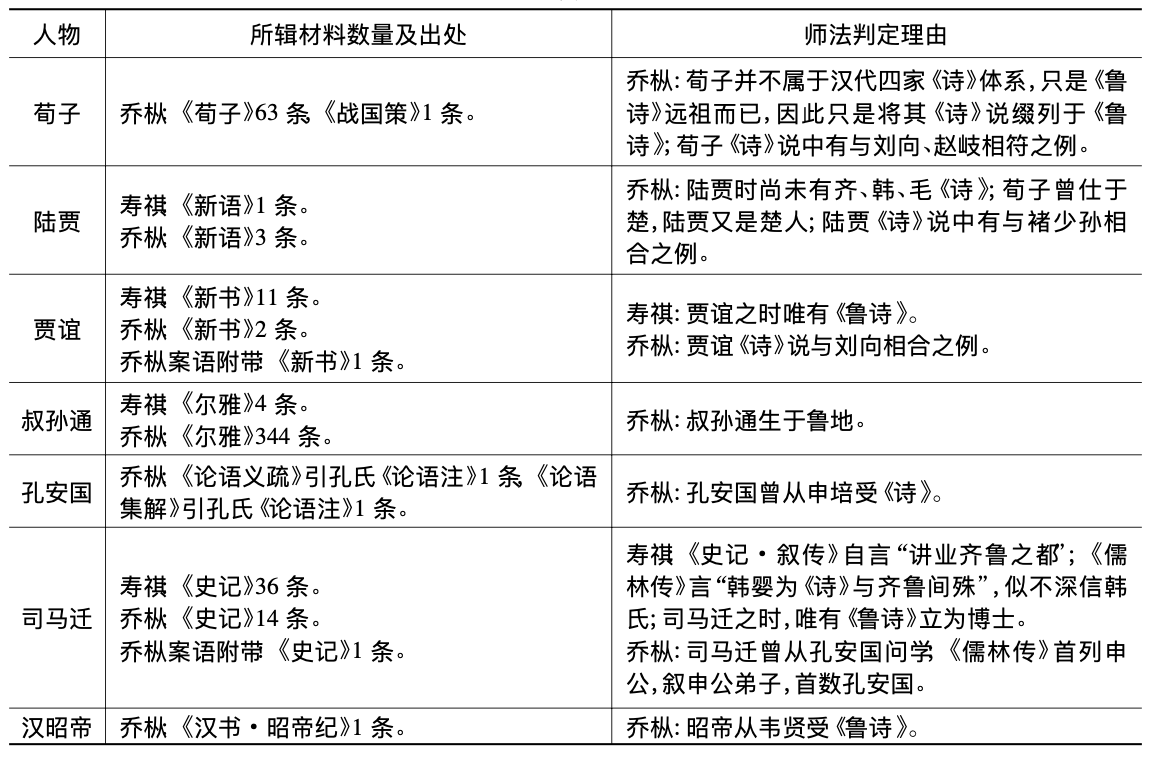 人物 所辑材料数量及出处 师法判定理由
荀子
乔枞:《荀子》63 条、《战国策》1 条。
乔枞: 荀子并不属于汉代四家《诗》体系,只是《鲁
诗》远祖而已,因此只是将其《诗》说缀列于《鲁
诗》; 荀子《诗》说中有与刘向、赵岐相符之例。
陆贾
寿祺:《新语》1 条。
乔枞:《新语》3 条。
乔枞: 陆贾时尚未有齐、韩、毛《诗》; 荀子曾仕于
楚,陆贾又是楚人; 陆贾《诗》说中有与褚少孙相
合之例。
贾谊
寿祺:《新书》11 条。
乔枞:《新书》2 条。
乔枞案语附带:《新书》1 条。
寿祺: 贾谊之时唯有《鲁诗》。
乔枞: 贾谊《诗》说与刘向相合之例。
叔孙通
寿祺:《尔雅》4 条。
乔枞:《尔雅》344 条。
乔枞: 叔孙通生于鲁地。
孔安国
乔枞:《论语义疏》引孔氏《论语注》1 条,《论语
集解》引孔氏《论语注》1 条。
乔枞: 孔安国曾从申培受《诗》。
司马迁
寿祺:《史记》36 条。
乔枞:《史记》14 条。
乔枞案语附带:《史记》1 条。
寿祺:《史记·叙传》自言“讲业齐鲁之都”; 《儒
林传》言“韩婴为《诗》与齐鲁间殊”,似不深信韩
氏; 司马迁之时,唯有《鲁诗》立为博士。
乔枞: 司马迁曾从孔安国问学;《儒林传》首列申
公,叙申公弟子,首数孔安国。
汉昭帝
乔枞:《汉书·昭帝纪》1 条。
乔枞: 昭帝从韦贤受《鲁诗》。